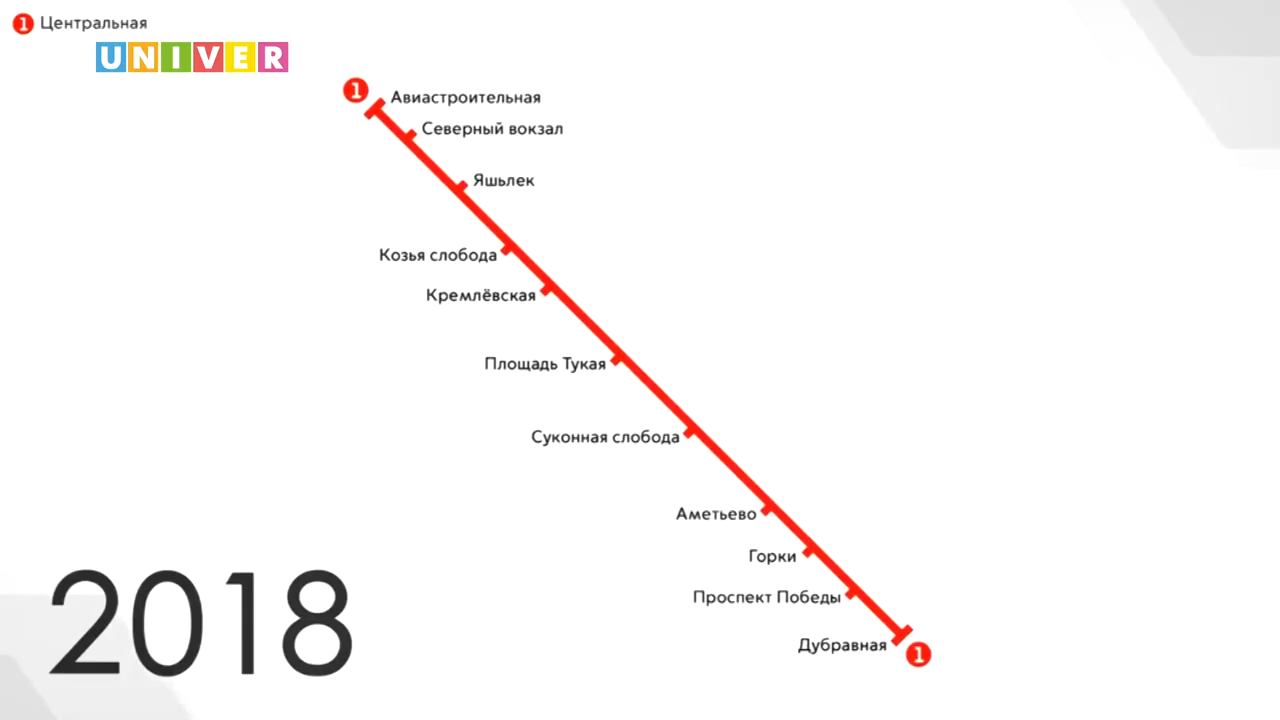 1 Центральная
UNIVER
1
Авиастроительная
Северный вокзал
Яшьлек
Козья слобода
Кремлёвская
Площадь Тукая
Суконная слобода
Аметьево
Горки
Проспект Победы
Дубравная
1
2018